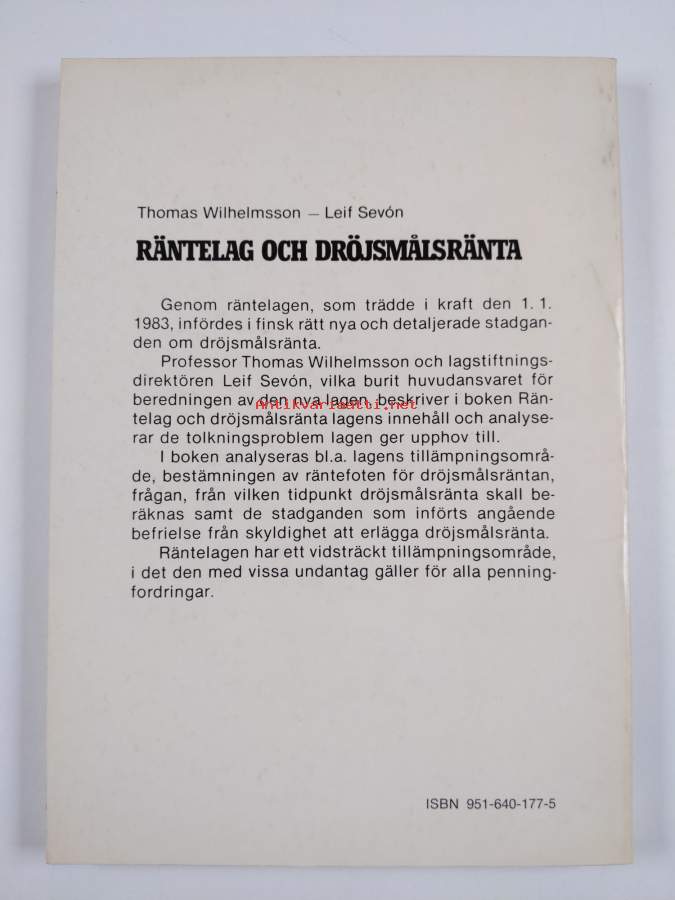 Thomas Wilhelmsson — Leif Sevón
RÄNTELAG OCH DRÖJSMÅLSRÄNTA
Genom räntelagen, som trädde i kraft den 1. 1.
1983, infördes i finsk rätt nya och detaljerade stadgan-
den om dröjsmålsränta.
Professor Thomas Wilhelmsson och lagstiftnings-
direktören Leif Sevón, vilka burit huvudansvaret för
beredningen av den nya lagen, beskriver i boken Rän-
Antikvariaatti.net
telag och dröjsmålsränta lagens innehåll och analyse-
rar de tolkningsproblem lagen ger upphov till.
I boken analyseras bl.a. lagens tillämpningsområ-
de, bestämningen av räntefoten för dröjsmålsräntan,
frågan, från vilken tidpunkt dröjsmålsränta skall be-
räknas samt de stadganden som införts angående
befrielse från skyldighet att erlägga dröjsmålsränta.
Räntelagen har ett vidsträckt tillämpningsområde,
i det den med vissa undantag gäller för alla penning-
fordringar.
ISBN 951-640-177-5